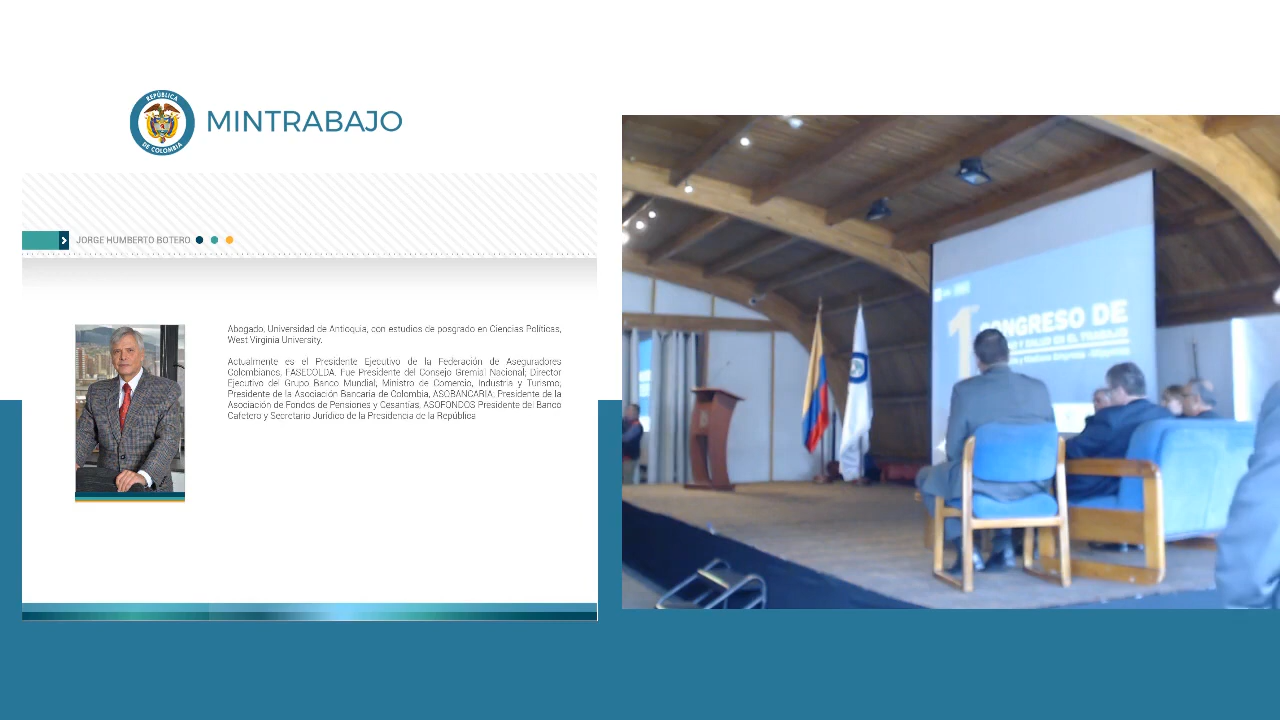 REPÚBLICA
DE COLOMBIA
MINTRABAJO
JORGE HUMBERTO BOTERO
Abogado, Universidad de Antioquia, con estudios de posgrado en Ciencias Políticas,
West Virginia University.
Actualmente es el Presidente Ejecutivo de la Federación de Aseguradores
Colombianos, FASECOLDA. Fue Presidente del Consejo Gremial Nacional; Director
Ejecutivo del Grupo Banco Mundial, Ministro de Comercio, Industria y Turismo;
Presidente de la Asociación Bancaria de Colombia, ASOBANCARIA. Presidente de la
Asociación de Fondos de Pensiones y Cesantías, ASOFONDOS Presidente del Banco
Cafetero y Secretario Jurídico de la Presidencia de la República
1
CONGRESO DE
Y SALUD EN EL TRABAJO